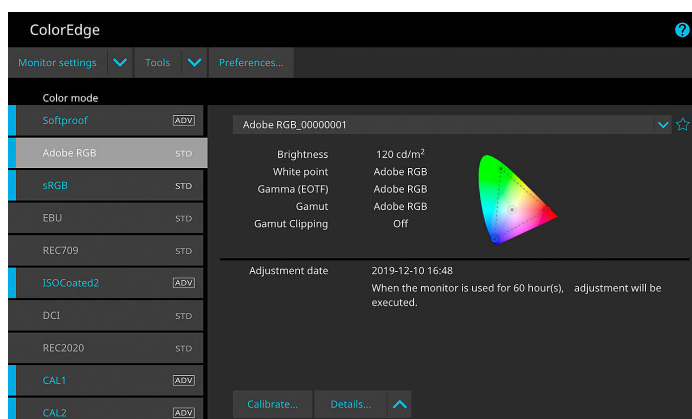 ColorEdge
?
Monitor settings Tools Preferences...
Color mode
Softproof ADV
Adobe RGB STD
sRGB STD
EBU STD
REC709 STD
ISOCoated2 ADV
DCI STD
REC2020 STD
CAL1 ADV
CAL2 ADV
Adobe RGB_00000001
Brightness 120 cd/m²
White point Adobe RGB
Gamma (EOTF) Adobe RGB
Gamut Adobe RGB
Gamut Clipping Off
Adjustment date 2019-12-10 16:48
When the monitor is used for 60 hour(s), adjustment will be
executed.
Calibrate... Details...